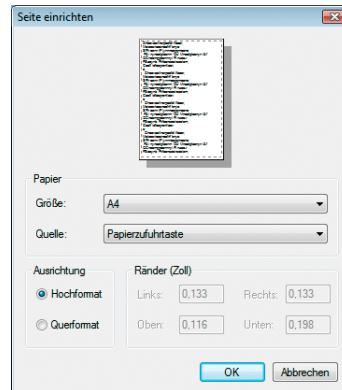 Seite einrichten
Papier
Größe: A4
Quelle: Papierzufuhrtaste
Ausrichtung
Hochformat
Querformat
Ränder (Zoll)
Links: 0,133 Rechts: 0,133
Oben: 0,116 Unten: 0,198
OK Abbrechen